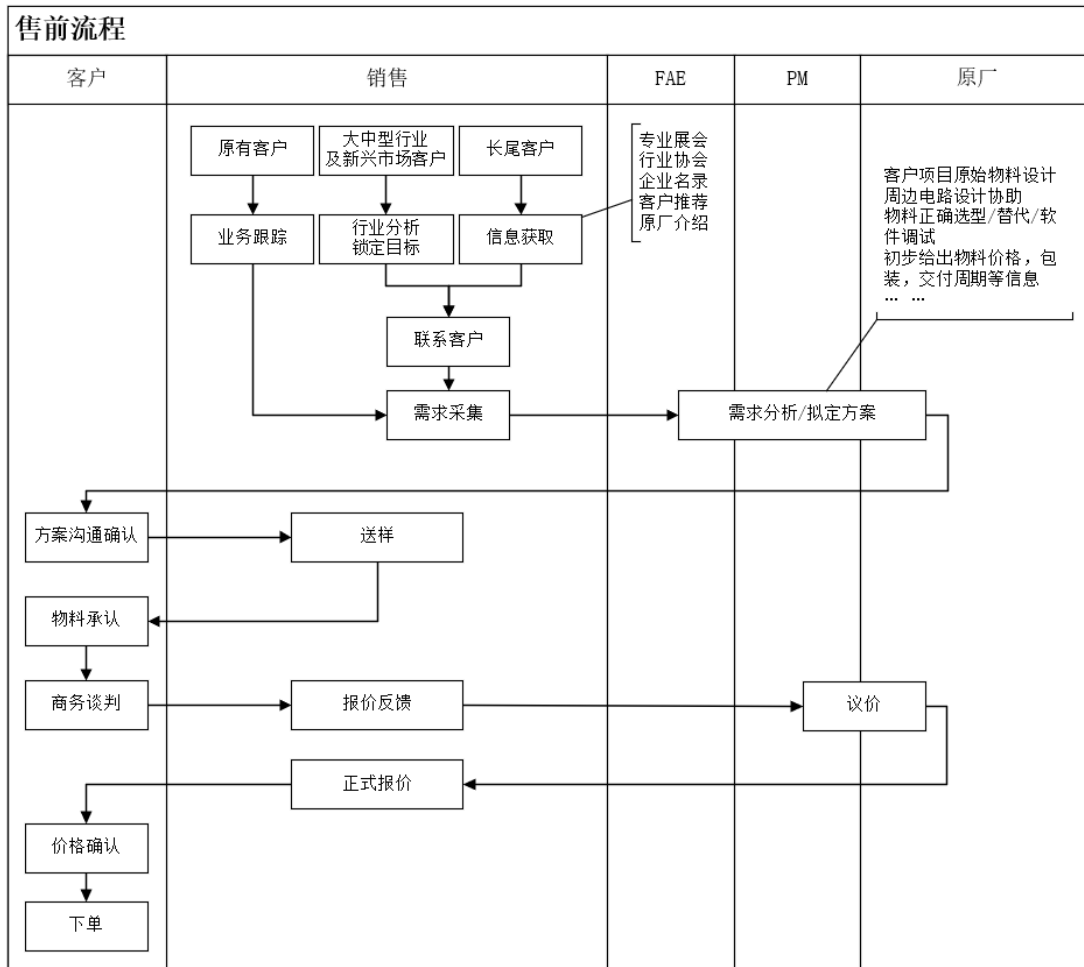 售前流程
客户
销售
FAE
PM
原厂
原有客户
大中型行业
及新兴市场客户
长尾客户
专业展会
行业协会
企业名录
客户推荐
原厂介绍
客户项目原始物料设计
周边电路设计协助
物料正确选型/替代/软
件调试
初步给出物料价格，包
装，交付周期等信息
… …
业务跟踪
行业分析
锁定目标
信息获取
联系客户
需求采集
需求分析/拟定方案
方案沟通确认
送样
物料承认
商务谈判
报价反馈
议价
正式报价
价格确认
下单